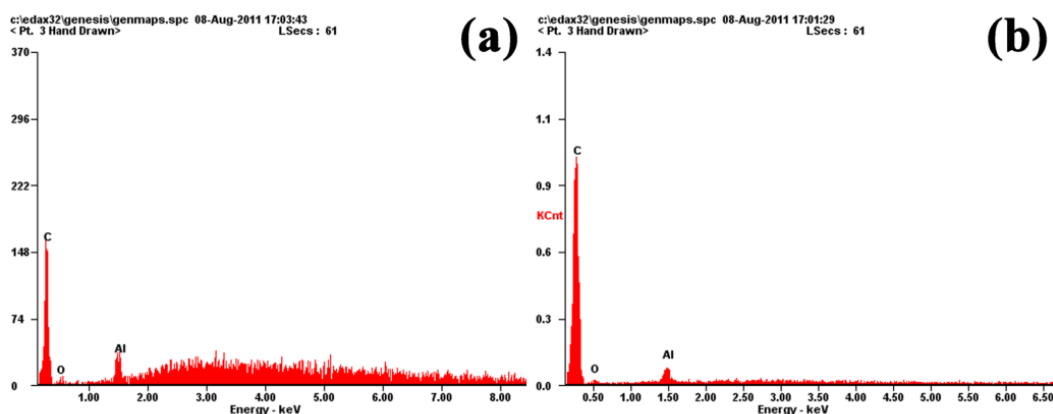 c:\edax32\genesis\genmaps.spc 08-Aug-2011 17:03:43
< Pt. 3 Hand Drawn> LSecs : 61
(a)
370
296
222
148
74
0
C
O
Al
1.00 2.00 3.00 4.00 5.00 6.00 7.00 8.00
Energy - keV
c:\edax32\genesis\genmaps.spc 08-Aug-2011 17:01:29
< Pt. 3 Hand Drawn> LSecs : 61
(b)
1.4
1.1
0.9
KCnt
0.6
0.3
0.0
C
O
Al
0.50 1.00 1.50 2.00 2.50 3.00 3.50 4.00 4.50 5.00 5.50 6.00 6.50
Energy - keV